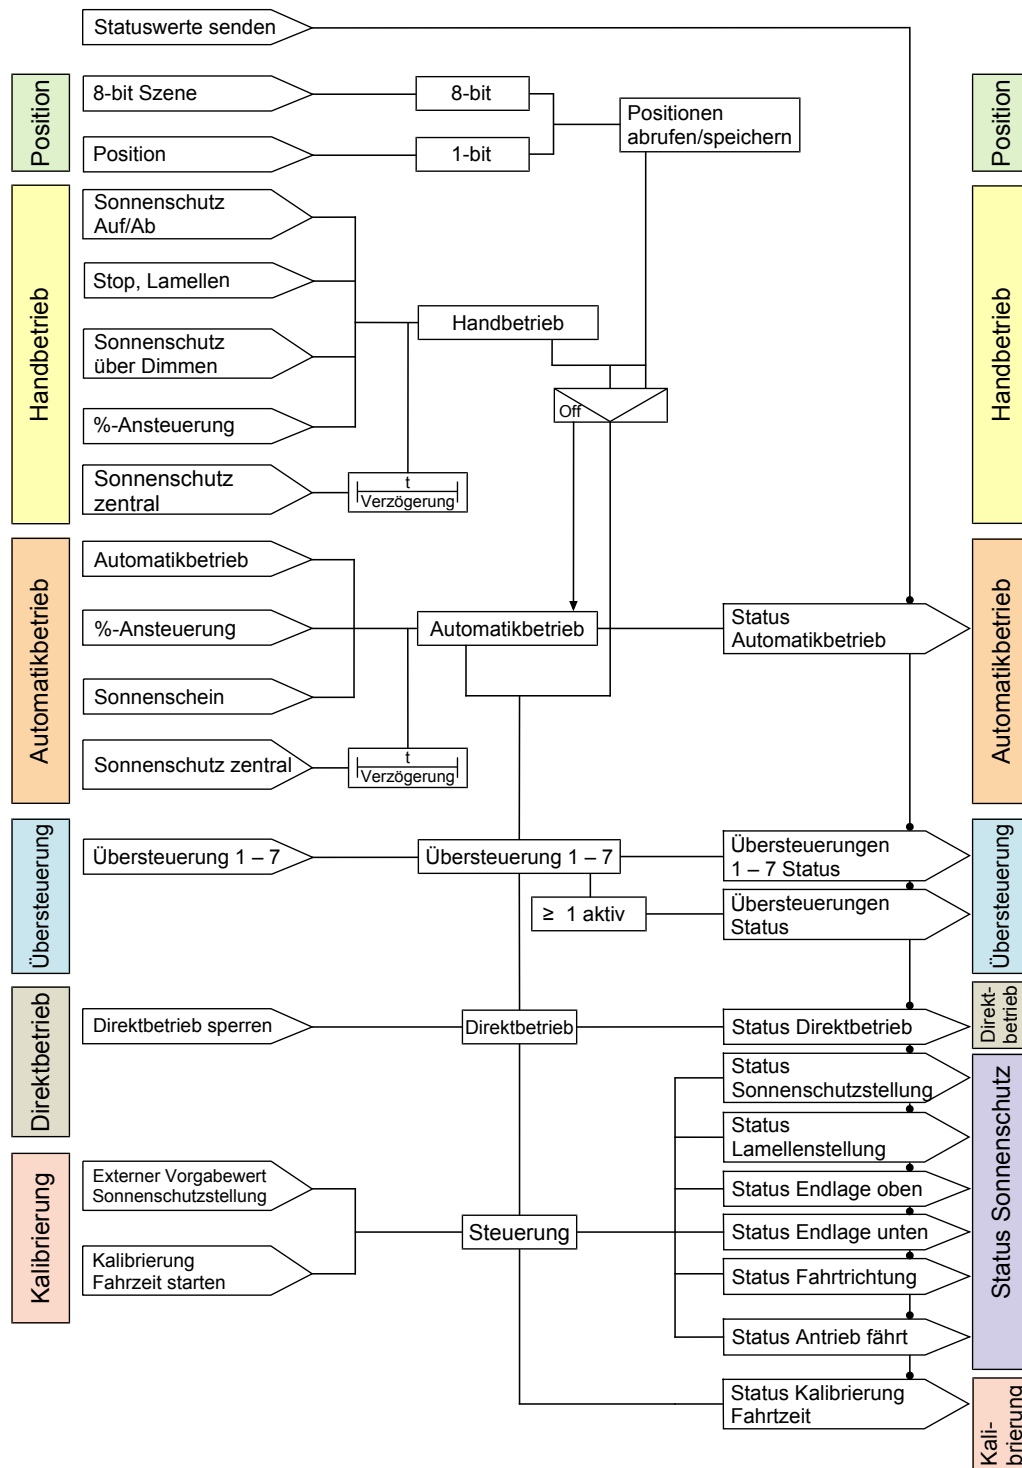 Statuswerte senden
Position
8-bit Szene
8-bit
Positionen
abrufen/speichern
Position
Position
1-bit
Handbetrieb
Sonnenschutz
Auf/Ab
Stop, Lamellen
Handbetrieb
Sonnenschutz
über Dimmen
Off
%-Ansteuerung
Sonnenschutz
zentral
t
Verzögerung
Handbetrieb
Automatikbetrieb
Automatikbetrieb
%-Ansteuerung
Automatikbetrieb
Status
Automatikbetrieb
Sonnenschein
Sonnenschutz zentral
t
Verzögerung
Automatikbetrieb
Übersteuerung
Übersteuerung 1 – 7
Übersteuerung 1 – 7
Übersteuerungen
1 – 7 Status
≥ 1 aktiv
Übersteuerungen
Status
Übersteuerung
Direktbetrieb
Direktbetrieb sperren
Direktbetrieb
Status Direktbetrieb
Direkt-
betrieb
Status
Sonnenschutzstellung
Status
Lamellenstellung
Kalibrierung
Externer Vorgabewert
Sonnenschutzstellung
Status Endlage oben
Steuerung
Status Endlage unten
Kalibrierung
Fahrzeit starten
Status Fahrtrichtung
Status Antrieb fährt
Status Sonnenschutz
Status Kalibrierung
Fahrtzeit
Kali-
brierung